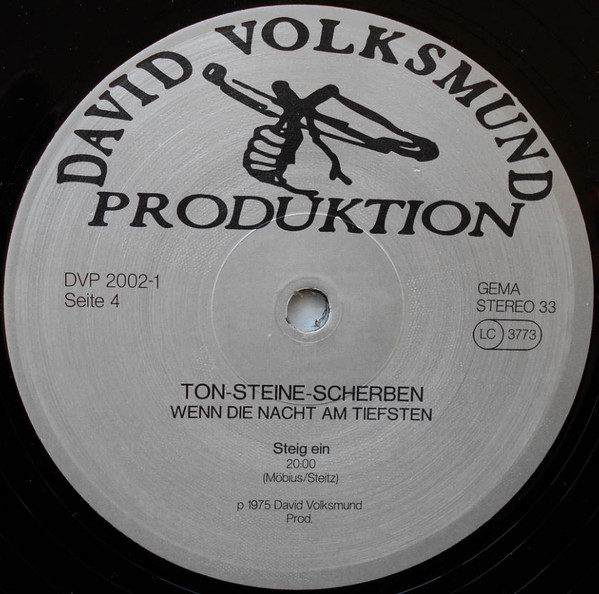 DAVID VOLKSMUND
PRODUKTION
DVP 2002-1
Seite 4
GEMA
STEREO 33
LC 3773
TON-STEINE-SCHERBEN
WENN DIE NACHT AM TIEFSTEN
Steig ein
20:00
(Möbius/Steitz)
p 1975 David Volksmund
Prod.